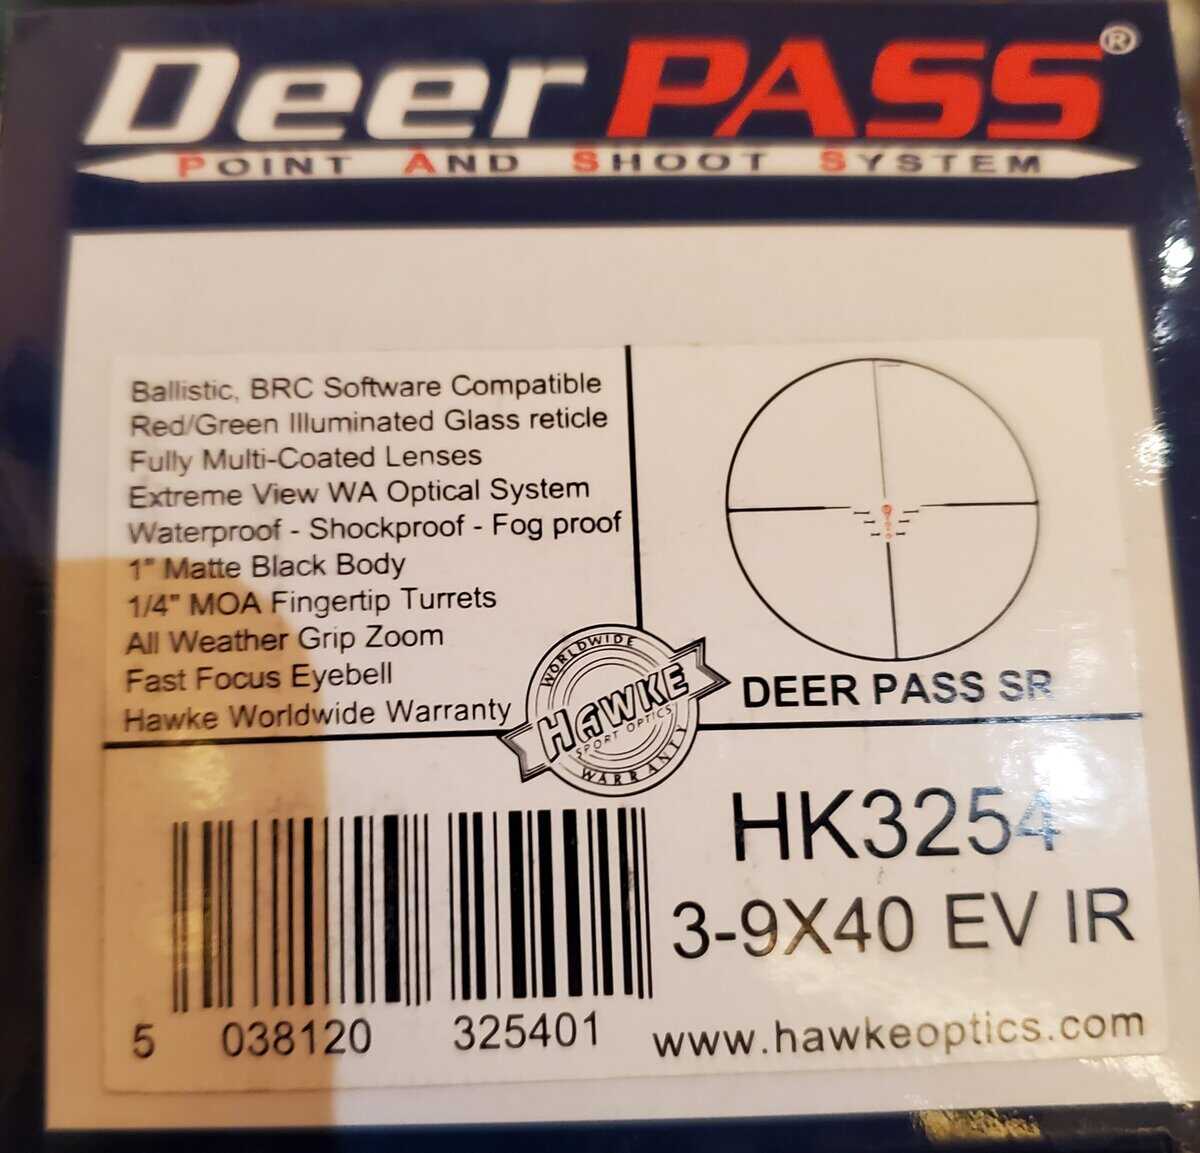 Deer PASS®
POINT AND SHOOT SYSTEM
Ballistic, BRC Software Compatible
Red/Green Illuminated Glass reticle
Fully Multi-Coated Lenses
Extreme View WA Optical System
Waterproof - Shockproof - Fog proof
1" Matte Black Body
1/4" MOA Fingertip Turrets
All Weather Grip Zoom
Fast Focus Eyebell
Hawke Worldwide Warranty
WORLDWIDE
HAWKE
SPORT OPTICS
WARRANTY
DEER PASS SR
HK3254
3-9X40 EV IR
5 038120 325401
www.hawkeoptics.com